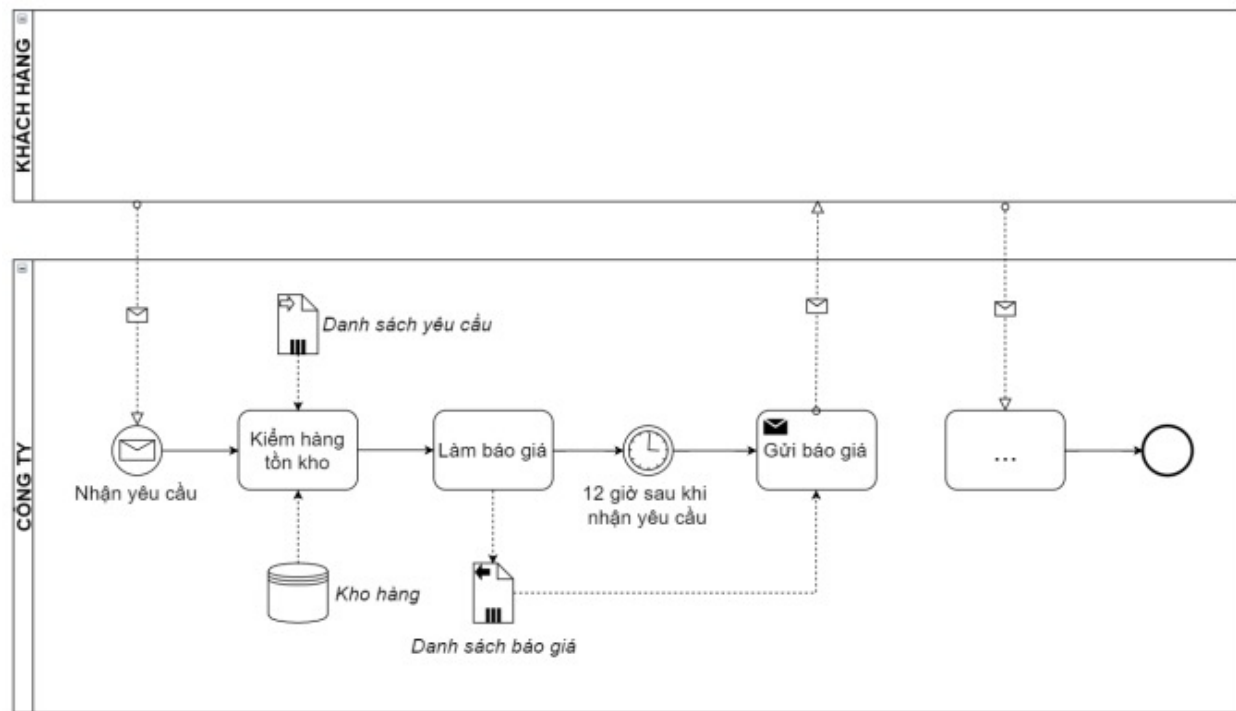 KHÁCH HÀNG
CÔNG TY
Danh sách yêu cầu
Nhận yêu cầu
Kiểm hàng
tồn kho
Làm báo giá
12 giờ sau khi
nhận yêu cầu
Gửi báo giá
...
Kho hàng
Danh sách báo giá